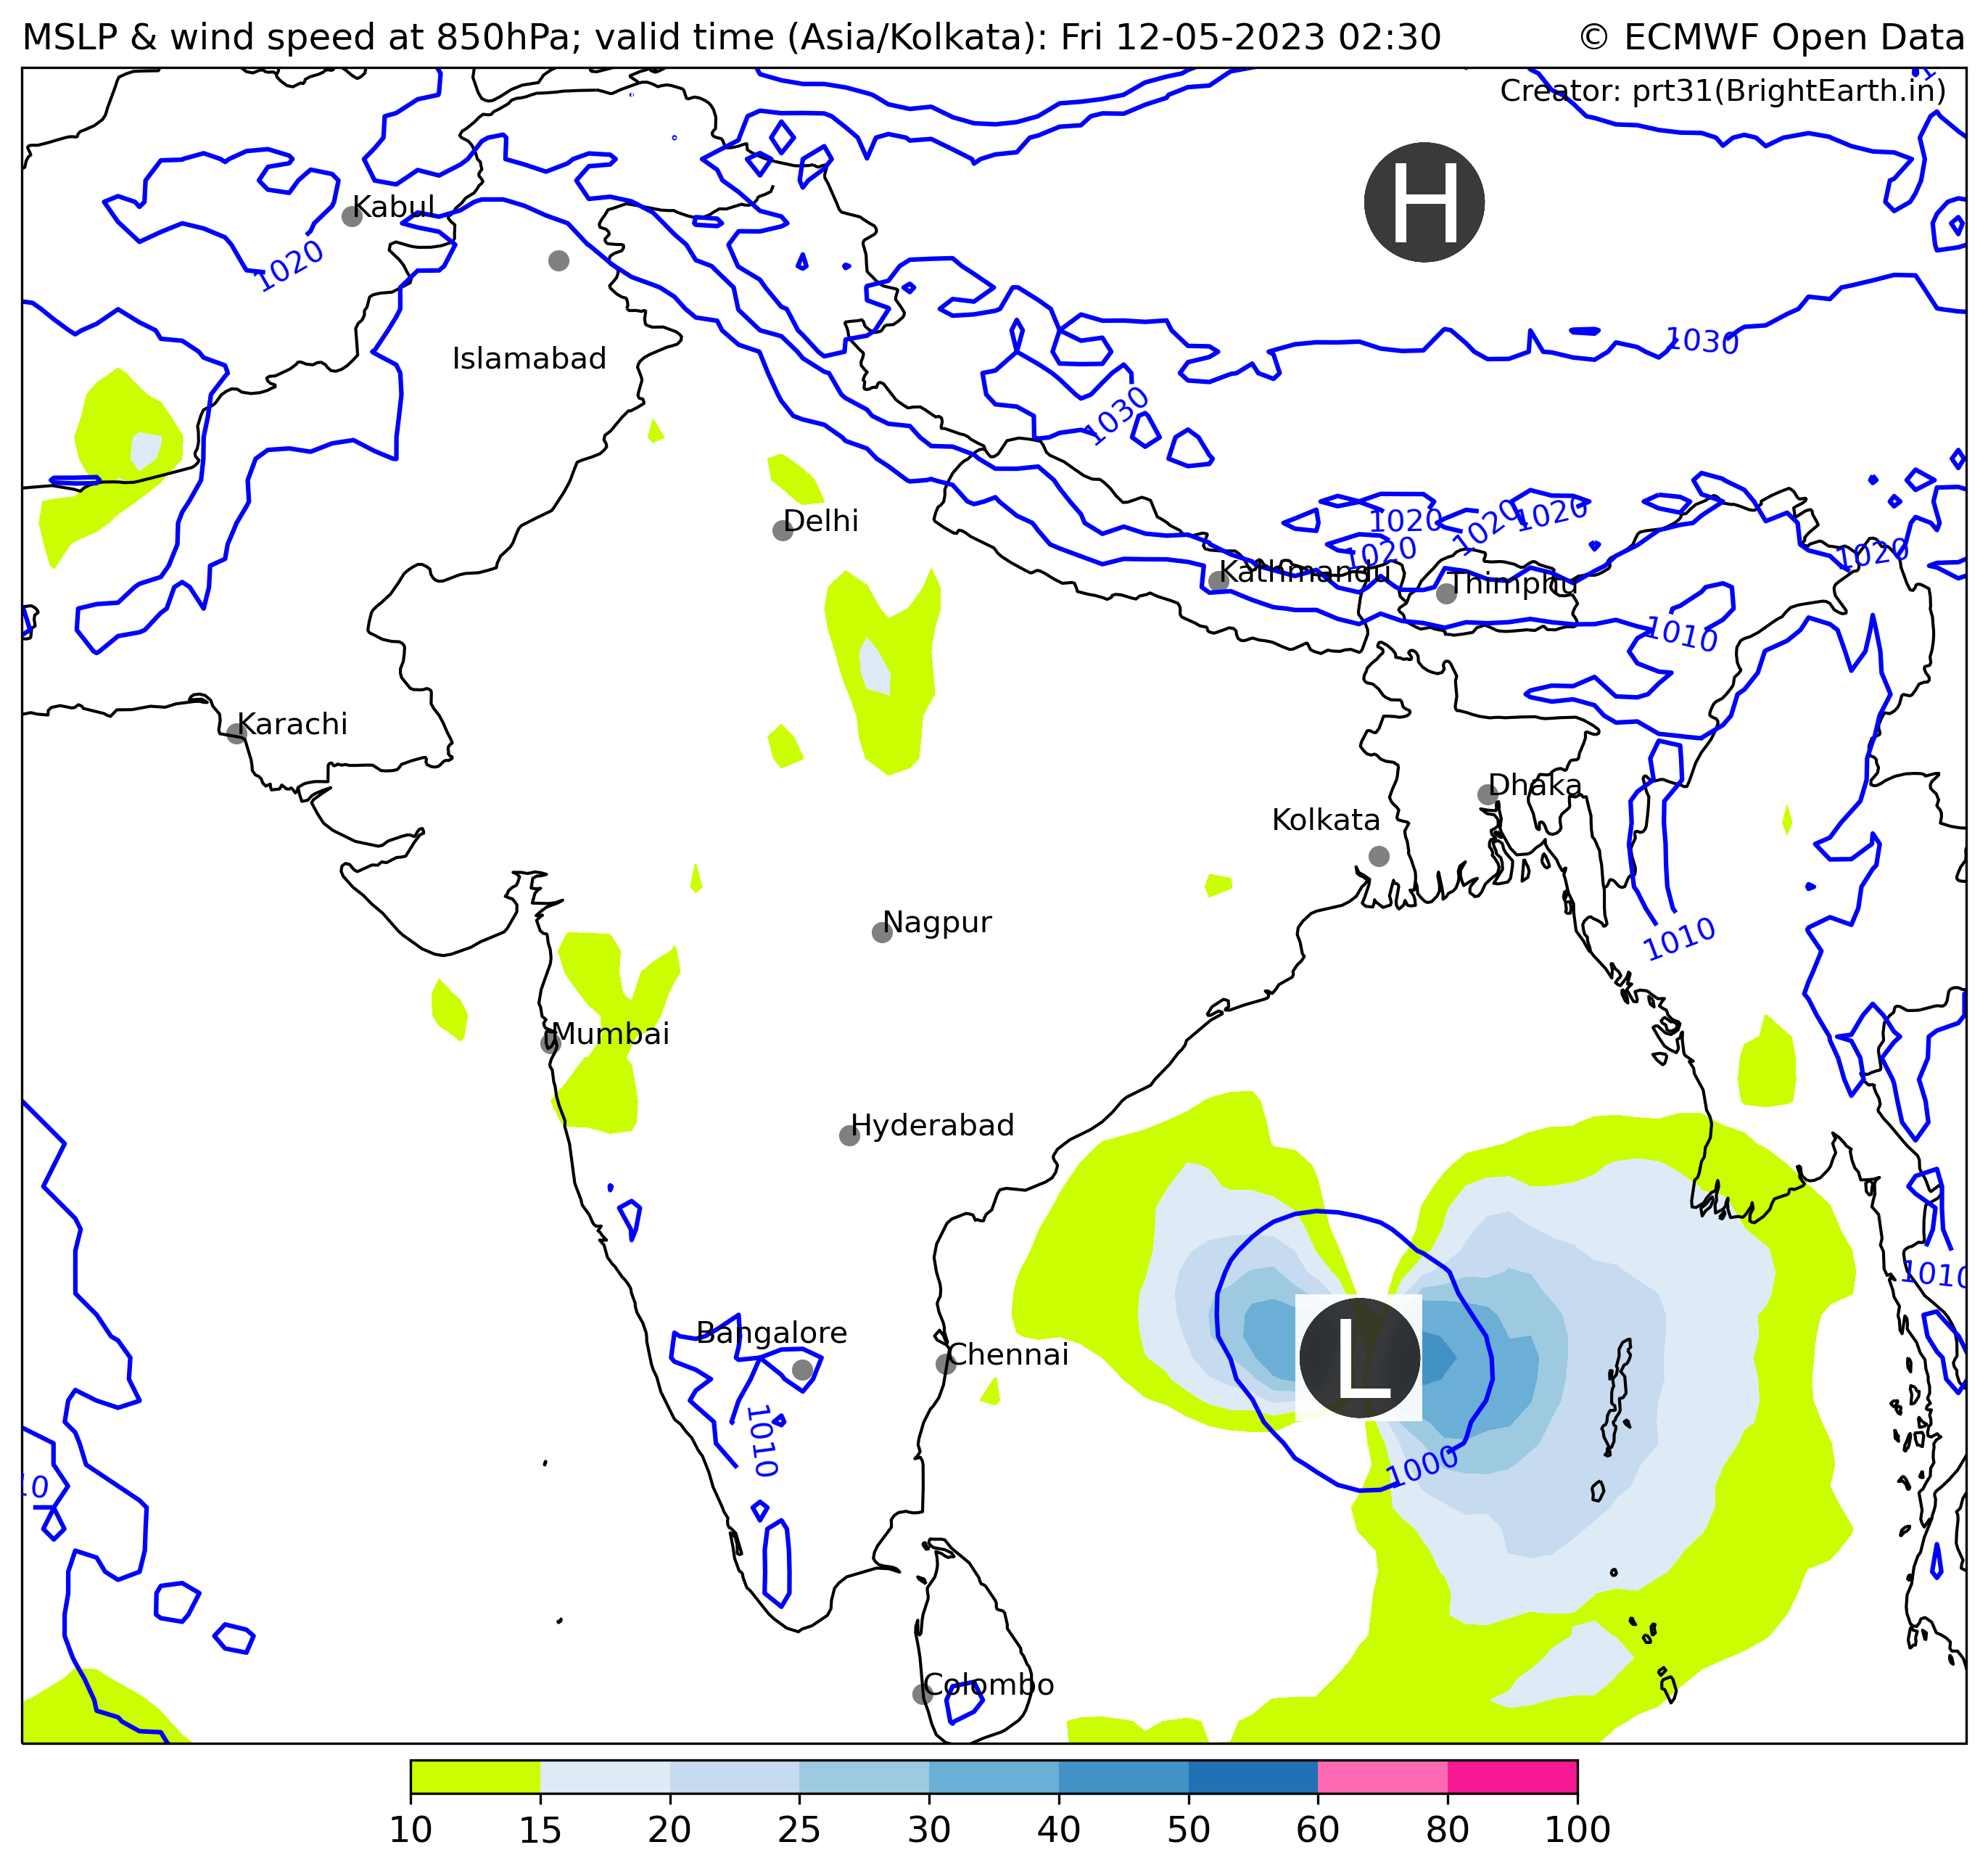 MSLP & wind speed at 850hPa; valid time (Asia/Kolkata): Fri 12-05-2023 02:30
© ECMWF Open Data
Creator: prt31(BrightEarth.in)
H
Kabul
1020
1030
Islamabad
1030
Delhi
1020
1020
1020
1020
1020
Kathmandu
Thimphu
1010
Karachi
Dhaka
Kolkata
Nagpur
1010
Mumbai
Hyderabad
1010
Bangalore
Chennai
L
1010
1000
10
Colombo
10 15 20 25 30 40 50 60 80 100